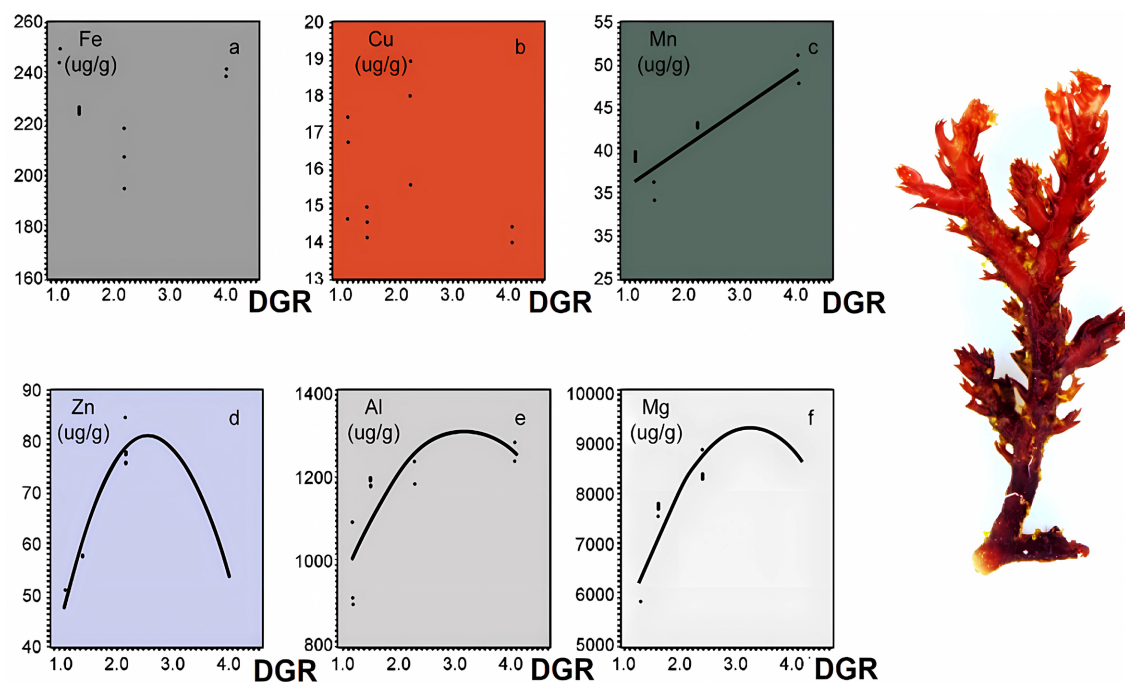 260
240
220
200
180
160
Fe
(ug/g)
a
1.0 2.0 3.0 4.0
DGR
20
19
18
17
16
15
14
13
Cu
(ug/g)
b
1.0 2.0 3.0 4.0
DGR
55
50
45
40
35
35
25
Mn
(ug/g)
c
1.0 2.0 3.0 4.0
DGR
90
80
70
60
50
40
Zn
(ug/g)
d
1.0 2.0 3.0 4.0
DGR
1400
1200
1000
800
Al
(ug/g)
e
1.0 2.0 3.0 4.0
DGR
10000
9000
8000
7000
6000
5000
Mg
(ug/g)
f
1.0 2.0 3.0 4.0
DGR